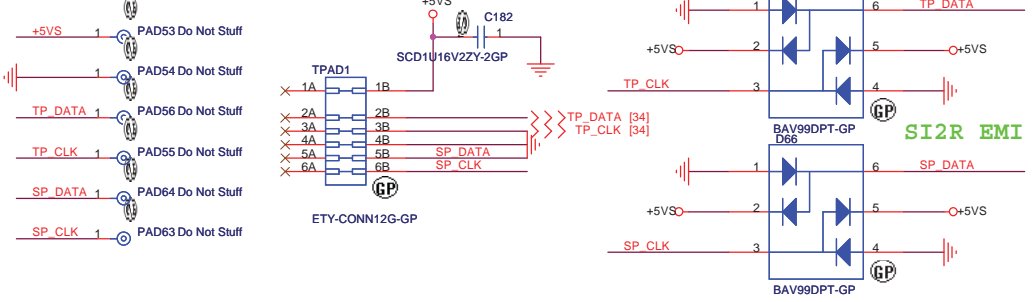 +5VS 1 PAD53 Do Not Stuff
1 PAD54 Do Not Stuff
TP_DATA 1 PAD56 Do Not Stuff
TP_CLK 1 PAD55 Do Not Stuff
SP_DATA 1 PAD64 Do Not Stuff
SP_CLK 1 PAD63 Do Not Stuff
+5VS
C182
1
SCD1U16V2ZY-2GP
TPAD1
1A 1B
2A 2B TP_DATA [34]
3A 3B TP_CLK [34]
4A 4B
5A 5B SP_DATA
6A 6B SP_CLK
GP
ETY-CONN12G-GP
1 6 TP_DATA
+5VS 2 5 +5VS
TP_CLK 3 4
GP
BAV99DPT-GP
SI2R EMI
D66
1 6 SP_DATA
+5VS 2 5 +5VS
SP_CLK 3 4
GP
BAV99DPT-GP